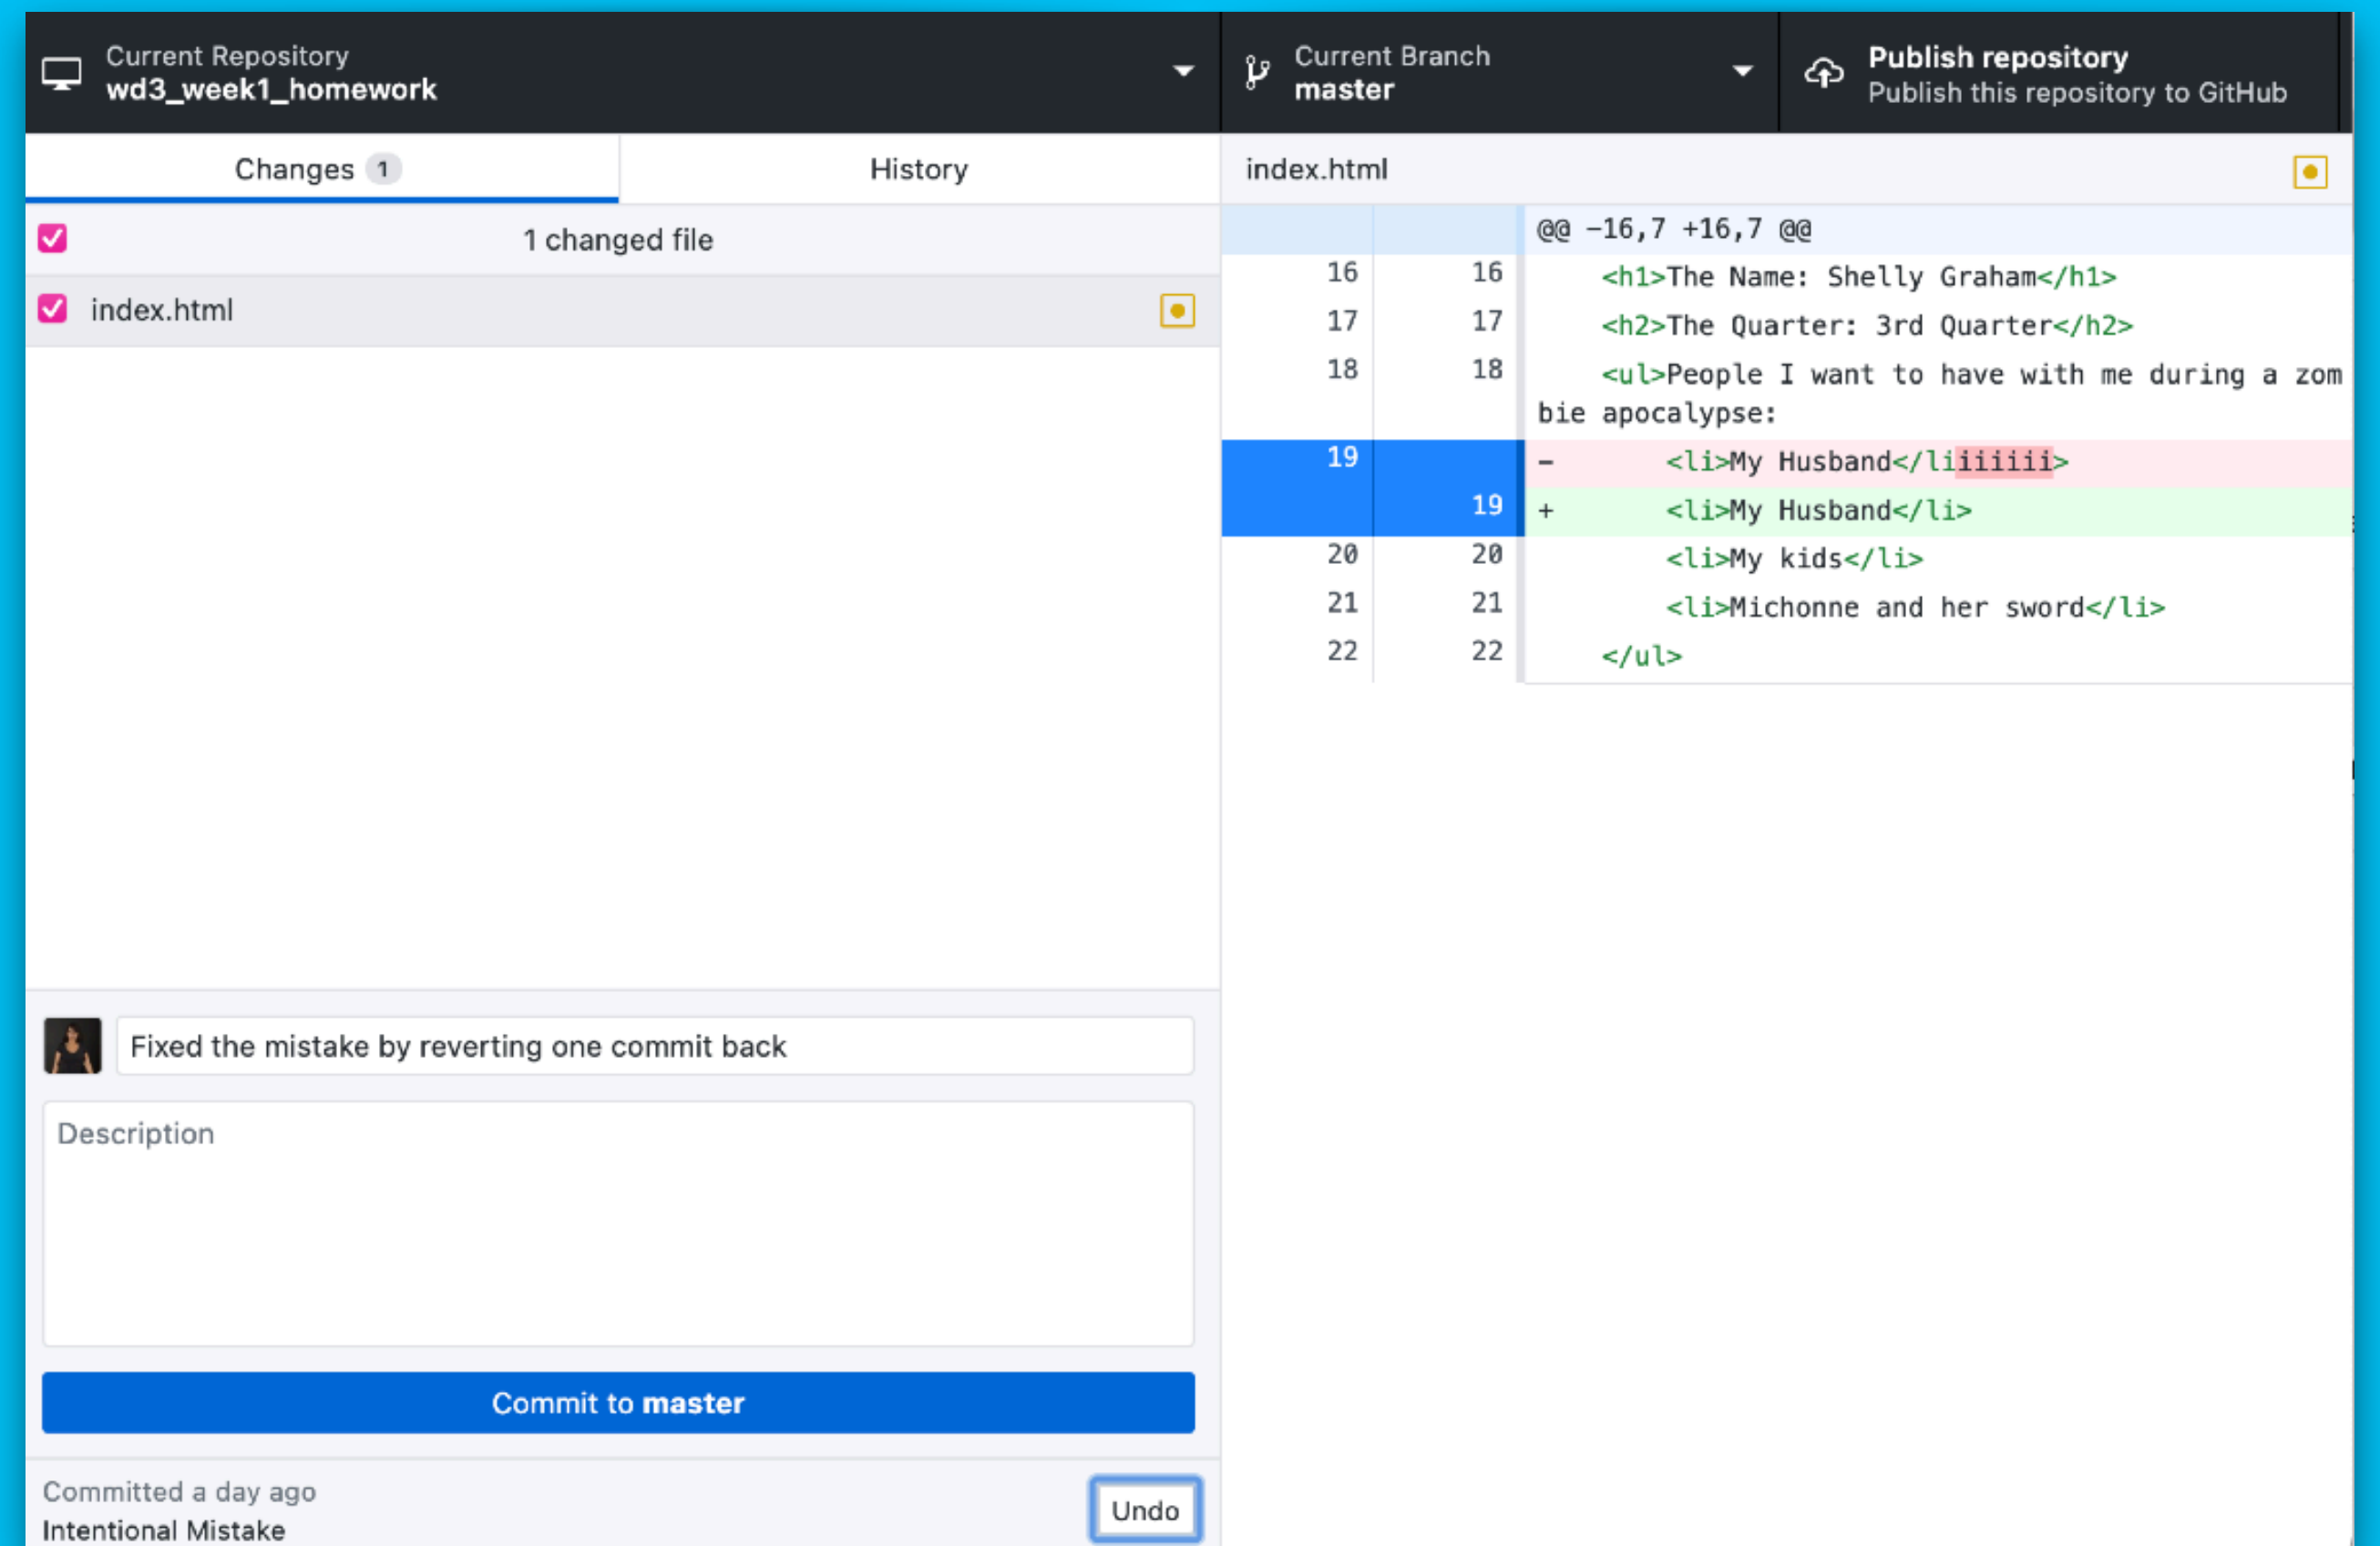 Current Repository
wd3_week1_homework
Current Branch
master
Publish repository
Publish this repository to GitHub
Changes 1
History
index.html
1 changed file
index.html
@@ -16,7 +16,7 @@
16 16 <h1>The Name: Shelly Graham</h1>
17 17 <h2>The Quarter: 3rd Quarter</h2>
18 18 <ul>People I want to have with me during a zom
bie apocalypse:
19 - <li>My Husband</liiiiiiii>
19 + <li>My Husband</li>
20 20 <li>My kids</li>
21 21 <li>Michonne and her sword</li>
22 22 </ul>
Fixed the mistake by reverting one commit back
Description
Commit to master
Committed a day ago
Intentional Mistake
Undo